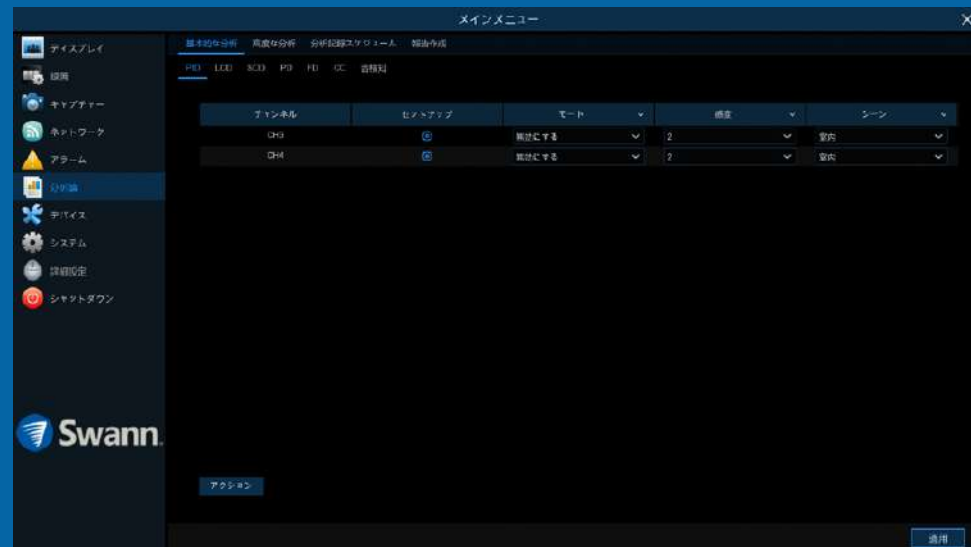 メインメニュー
ディスプレイ
録画
キャプチャー
ネットワーク
アラーム
分析論
デバイス
システム
詳細設定
シャットダウン
Swann
基本的な分析 高度な分析 分析記録スケジュール 報告作成
PID LCD SOD PD FD CC 音検知
チャンネル セットアップ モード 感度 シーン
CH3 無効にする 2 室内
CH4 無効にする 2 室内
アクション
適用